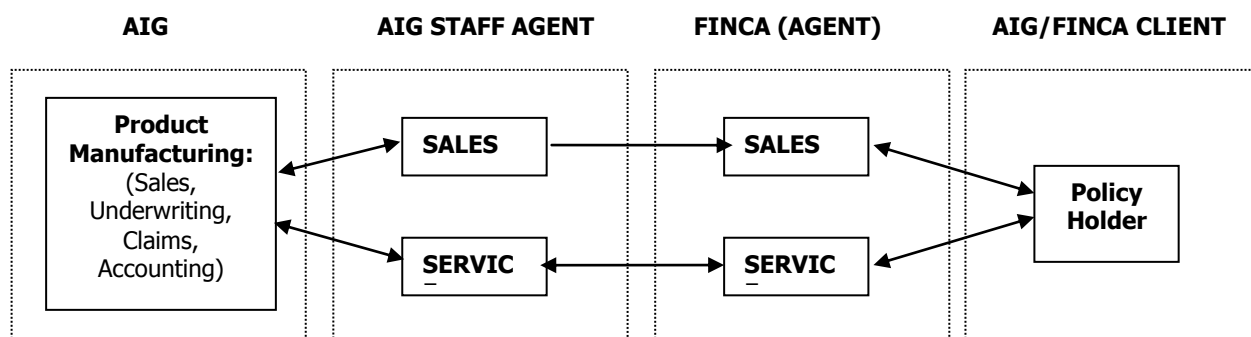 AIG
AIG STAFF AGENT
FINCA (AGENT)
AIG/FINCA CLIENT
Product
Manufacturing:
(Sales,
Underwriting,
Claims,
Accounting)
SALES
SERVIC
SALES
SERVIC
Policy
Holder